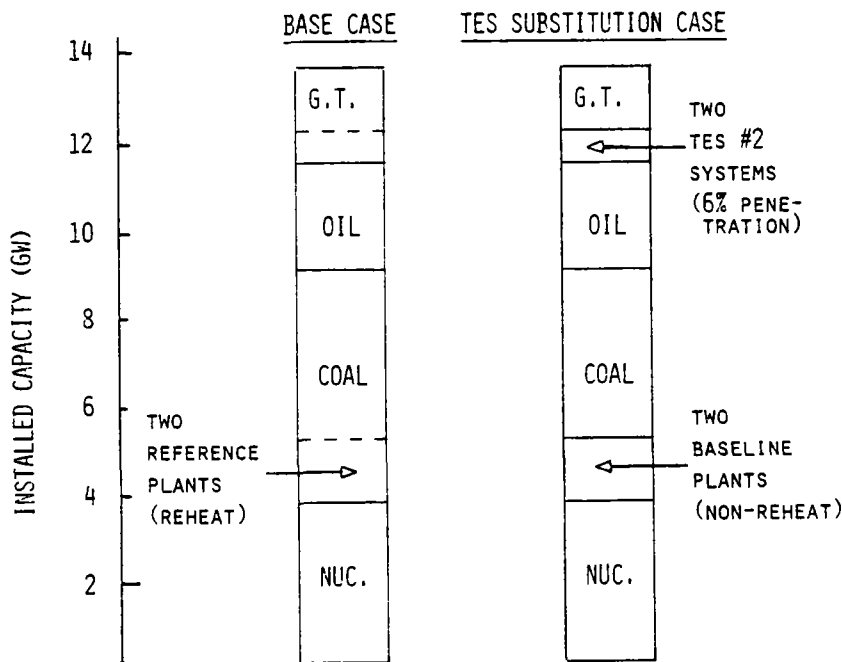 BASE CASE
TES SUBSTITUTION CASE
INSTALLED CAPACITY (GW)
14
12
10
8
6
4
2
G.T.
OIL
COAL
NUC.
TWO
REFERENCE
PLANTS
(REHEAT)
G.T.
OIL
COAL
NUC.
TWO
TES #2
SYSTEMS
(6% PENE-
TRATION)
TWO
BASELINE
PLANTS
(NON-REHEAT)